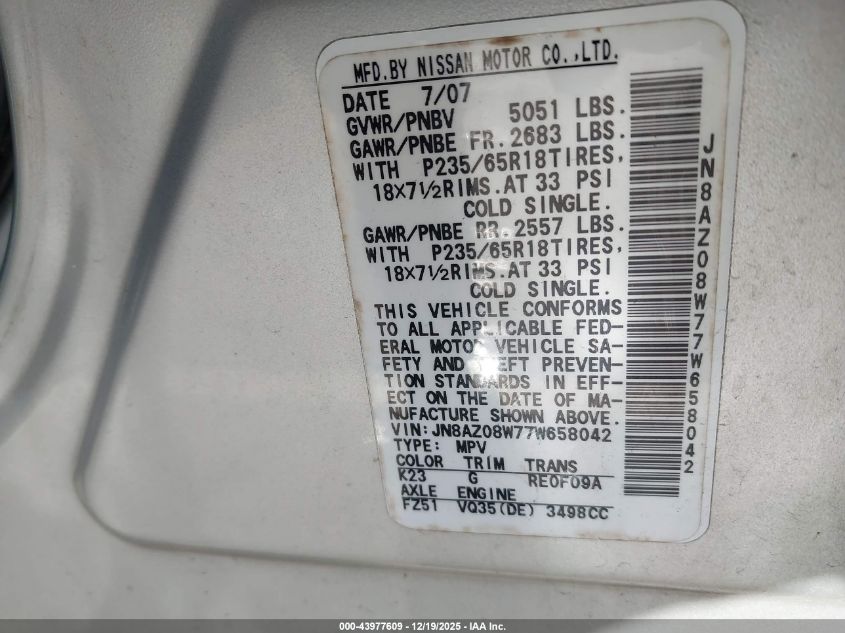 MFD.BY NISSAN MOTOR CO.,LTD.
DATE 7/07
GVWR/PNBV 5051 LBS.
GAWR/PNBE FR. 2683 LBS.
WITH P235/65R18TIRES,
18X7½RIMS.AT 33 PSI
COLD SINGLE.
GAWR/PNBE RR. 2557 LBS.
WITH P235/65R18TIRES,
18X7½RIMS.AT 33 PSI
COLD SINGLE.
THIS VEHICLE CONFORMS
TO ALL APPLICABLE FED-
ERAL MOTOR VEHICLE SA-
FETY AND THEFT PREVEN-
TION STANDARDS IN EFF-
ECT ON THE DATE OF MA-
NUFACTURE SHOWN ABOVE.
VIN: JN8AZ08W77W658042
TYPE: MPV
COLOR TRIM TRANS
K23 G RE0F09A
AXLE ENGINE
FZ51 VQ35(DE) 3498CC
JN8AZ08W77W658042
000-43977609 - 12/19/2025 - IAA Inc.